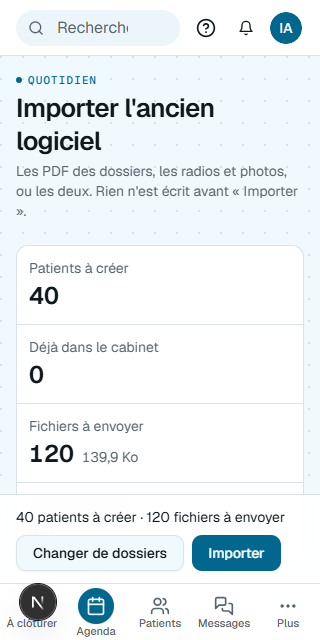 Recherche
IA
QUOTIDIEN
Importer l'ancien
logiciel
Les PDF des dossiers, les radios et photos,
ou les deux. Rien n'est écrit avant « Importer
».
Patients à créer
40
Déjà dans le cabinet
0
Fichiers à envoyer
120 139,9 Ko
40 patients à créer · 120 fichiers à envoyer
Changer de dossiers
Importer
N
À clôturer
Agenda
Patients
Messages
Plus